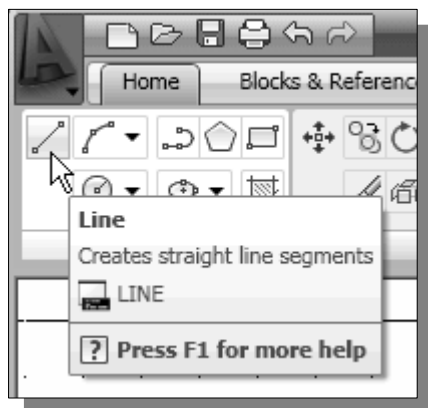 Home Blocks & Referenc
Line
Creates straight line segments
LINE
? Press F1 for more help